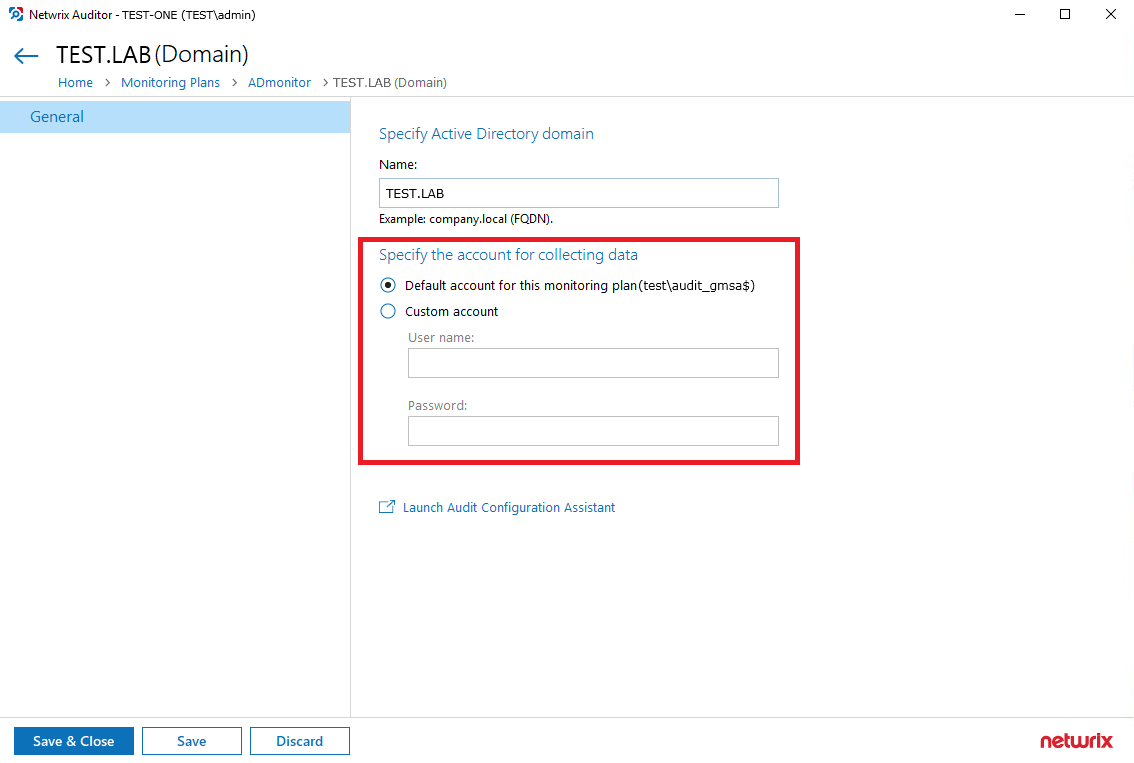 Netwrix Auditor - TEST-ONE (TEST\admin)
TEST.LAB (Domain)
Home > Monitoring Plans > ADmonitor > TEST.LAB (Domain)
General
Specify Active Directory domain
Name:
TEST.LAB
Example: company.local (FQDN).
Specify the account for collecting data
Default account for this monitoring plan(test\audit_gmsa$)
Custom account
User name:
Password:
Launch Audit Configuration Assistant
Save & Close
Save
Discard
netwrix